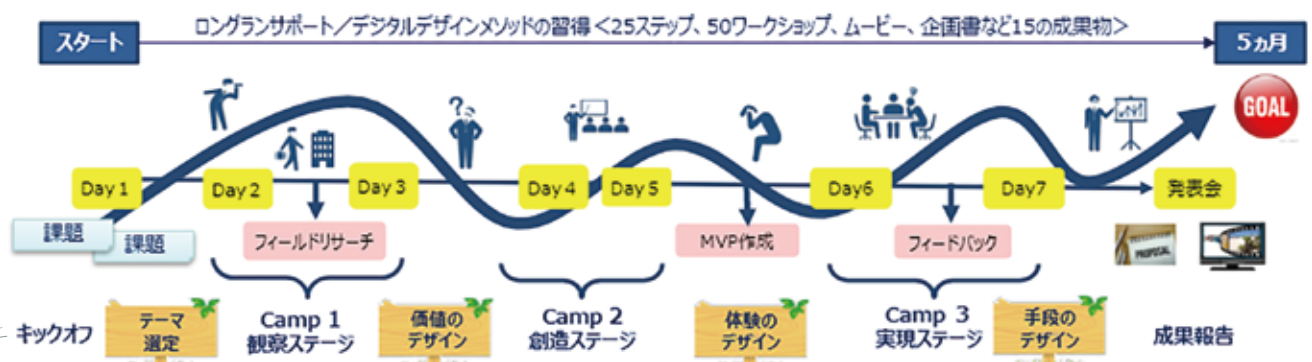 ロングランサポート/デジタルデザインメソッドの習得<25ステップ、50ワークショップ、ムービー、企画書など15の成果物>
スタート
5ヵ月
GOAL
Day 1
Day 2
Day 3
Day 4
Day 5
Day6
Day7
発表会
課題
課題
フィールドリサーチ
MVP作成
フィードバック
PROPOSAL
キックオフ
テーマ
選定
Camp 1
観察ステージ
価値の
デザイン
Camp 2
創造ステージ
体験の
デザイン
Camp 3
実現ステージ
手段の
デザイン
成果報告